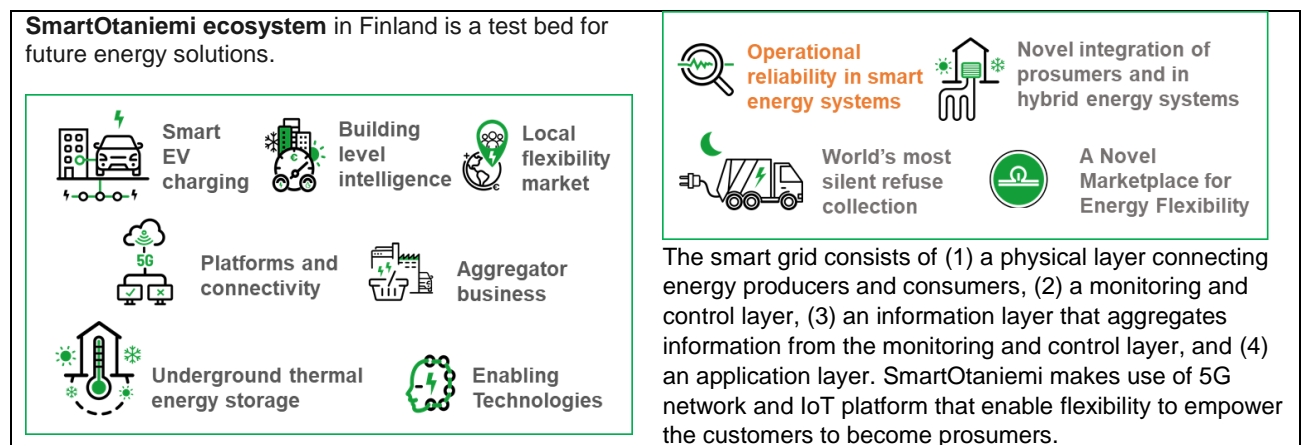 SmartOtaniemi ecosystem in Finland is a test bed for
future energy solutions.
Smart
EV
charging
Building
level
intelligence
€
Local
flexibility
market
€
5G
Platforms and
connectivity
Aggregator
business
Underground thermal
energy storage
Enabling
Technologies
Operational
reliability in smart
energy systems
Novel integration of
prosumers and in
hybrid energy systems
World's most
silent refuse
collection
A Novel
Marketplace for
Energy Flexibility
The smart grid consists of (1) a physical layer connecting
energy producers and consumers, (2) a monitoring and
control layer, (3) an information layer that aggregates
information from the monitoring and control layer, and (4)
an application layer. SmartOtaniemi makes use of 5G
network and IoT platform that enable flexibility to empower
the customers to become prosumers.